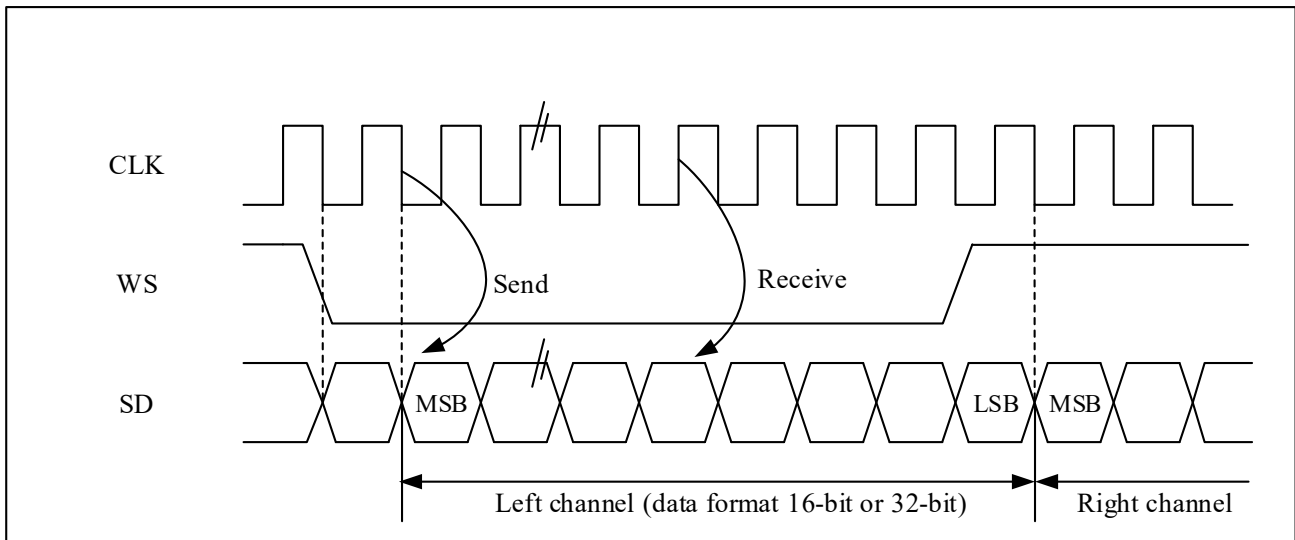 CLK
WS
Send
Receive
SD
MSB
LSB
MSB
Left channel (data format 16-bit or 32-bit)
Right channel